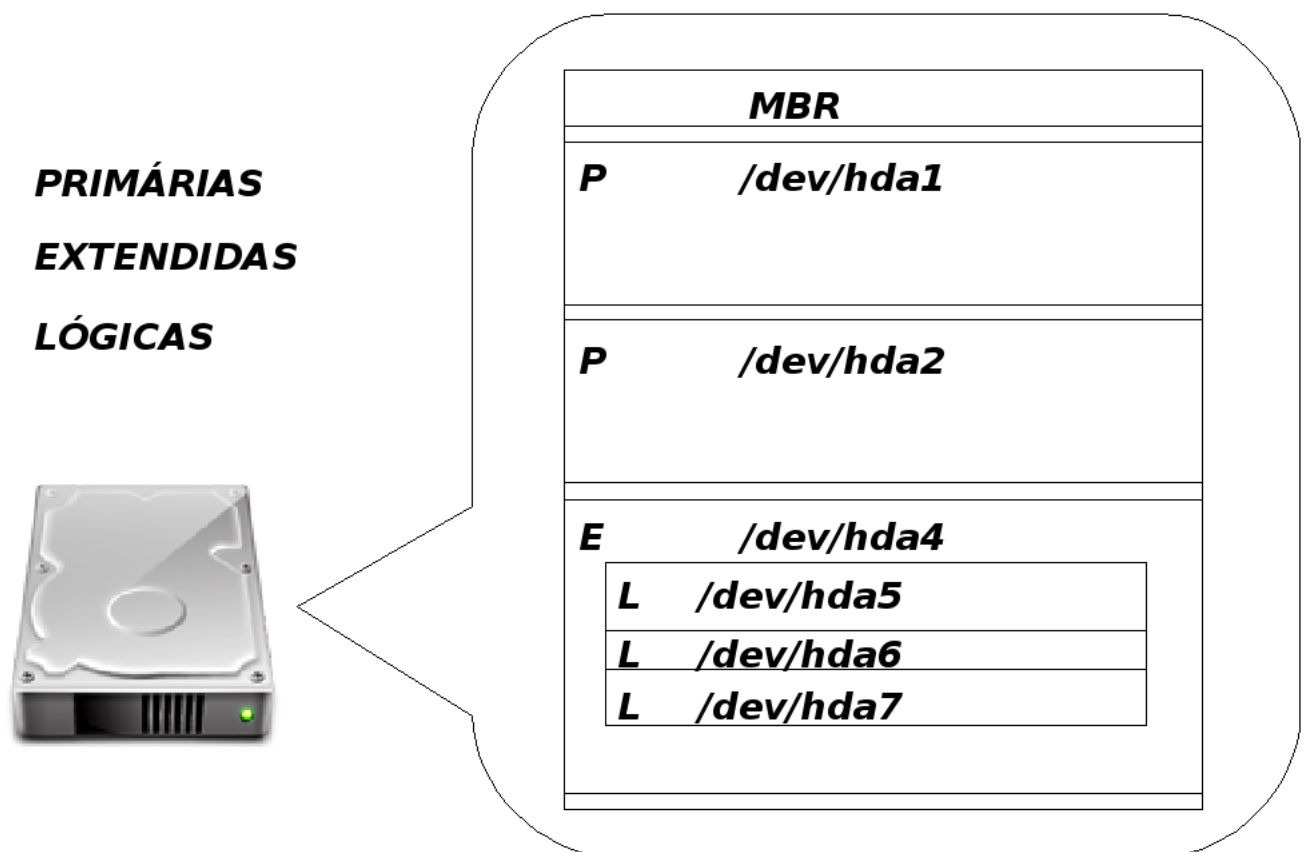 PRIMÁRIAS
EXTENDIDAS
LÓGICAS
MBR
P /dev/hda1
P /dev/hda2
E /dev/hda4
L /dev/hda5
L /dev/hda6
L /dev/hda7